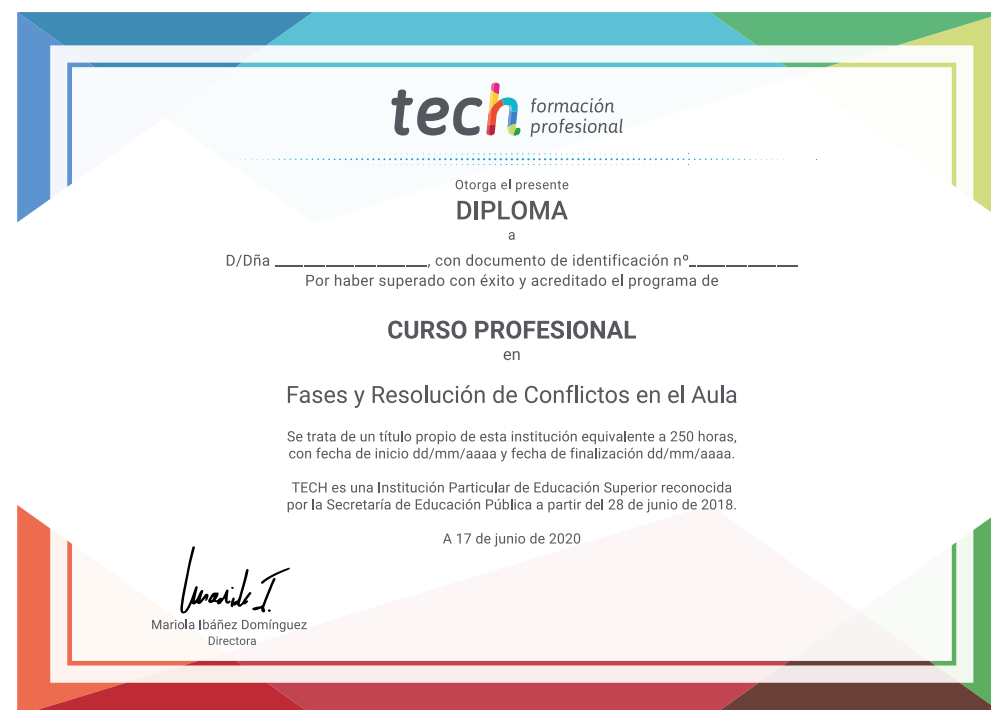 tech formación
profesional
Otorga el presente
DIPLOMA
a
D/Dña ____________________, con documento de identificación nº______________
Por haber superado con éxito y acreditado el programa de
CURSO PROFESIONAL
en
Fases y Resolución de Conflictos en el Aula
Se trata de un título propio de esta institución equivalente a 250 horas,
con fecha de inicio dd/mm/aaaa y fecha de finalización dd/mm/aaaa.
TECH es una Institución Particular de Educación Superior reconocida
por la Secretaría de Educación Pública a partir del 28 de junio de 2018.
A 17 de junio de 2020
Mariola I.
Mariola Ibáñez Domínguez
Directora